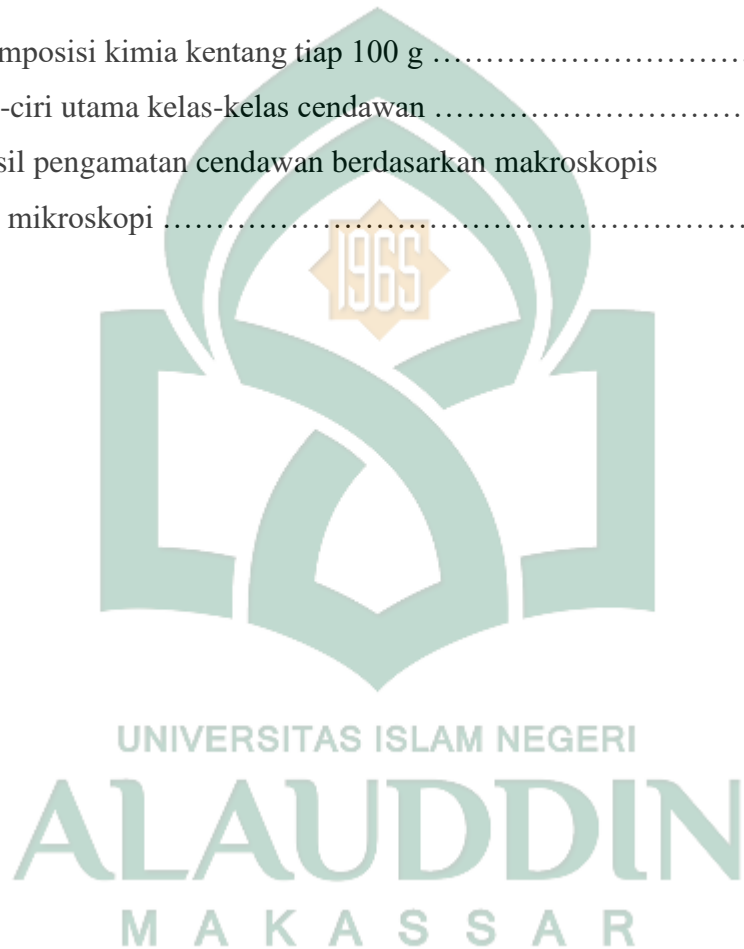 mposisi kimia kentang tiap 100 g ……………………………
-ciri utama kelas-kelas cendawan ……………………………
sil pengamatan cendawan berdasarkan makroskopis
mikroskopi ………………………………………………………
1965
UNIVERSITAS ISLAM NEGERI
ALAUDDIN
MAKASSAR